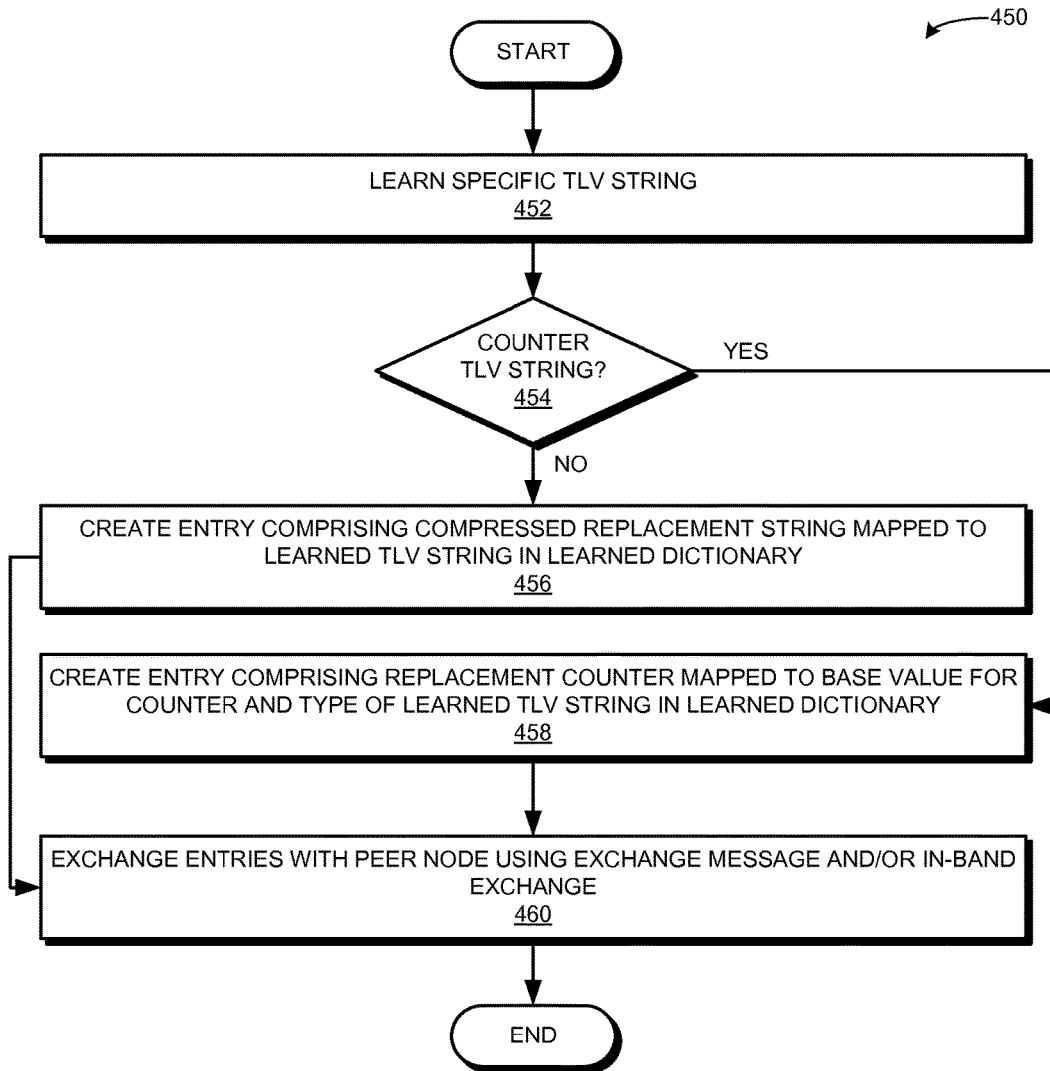 450
START
LEARN SPECIFIC TLV STRING
452
COUNTER
TLV STRING?
454
YES
NO
CREATE ENTRY COMPRISING COMPRESSED REPLACEMENT STRING MAPPED TO
LEARNED TLV STRING IN LEARNED DICTIONARY
456
CREATE ENTRY COMPRISING REPLACEMENT COUNTER MAPPED TO BASE VALUE FOR
COUNTER AND TYPE OF LEARNED TLV STRING IN LEARNED DICTIONARY
458
EXCHANGE ENTRIES WITH PEER NODE USING EXCHANGE MESSAGE AND/OR IN-BAND
EXCHANGE
460
END